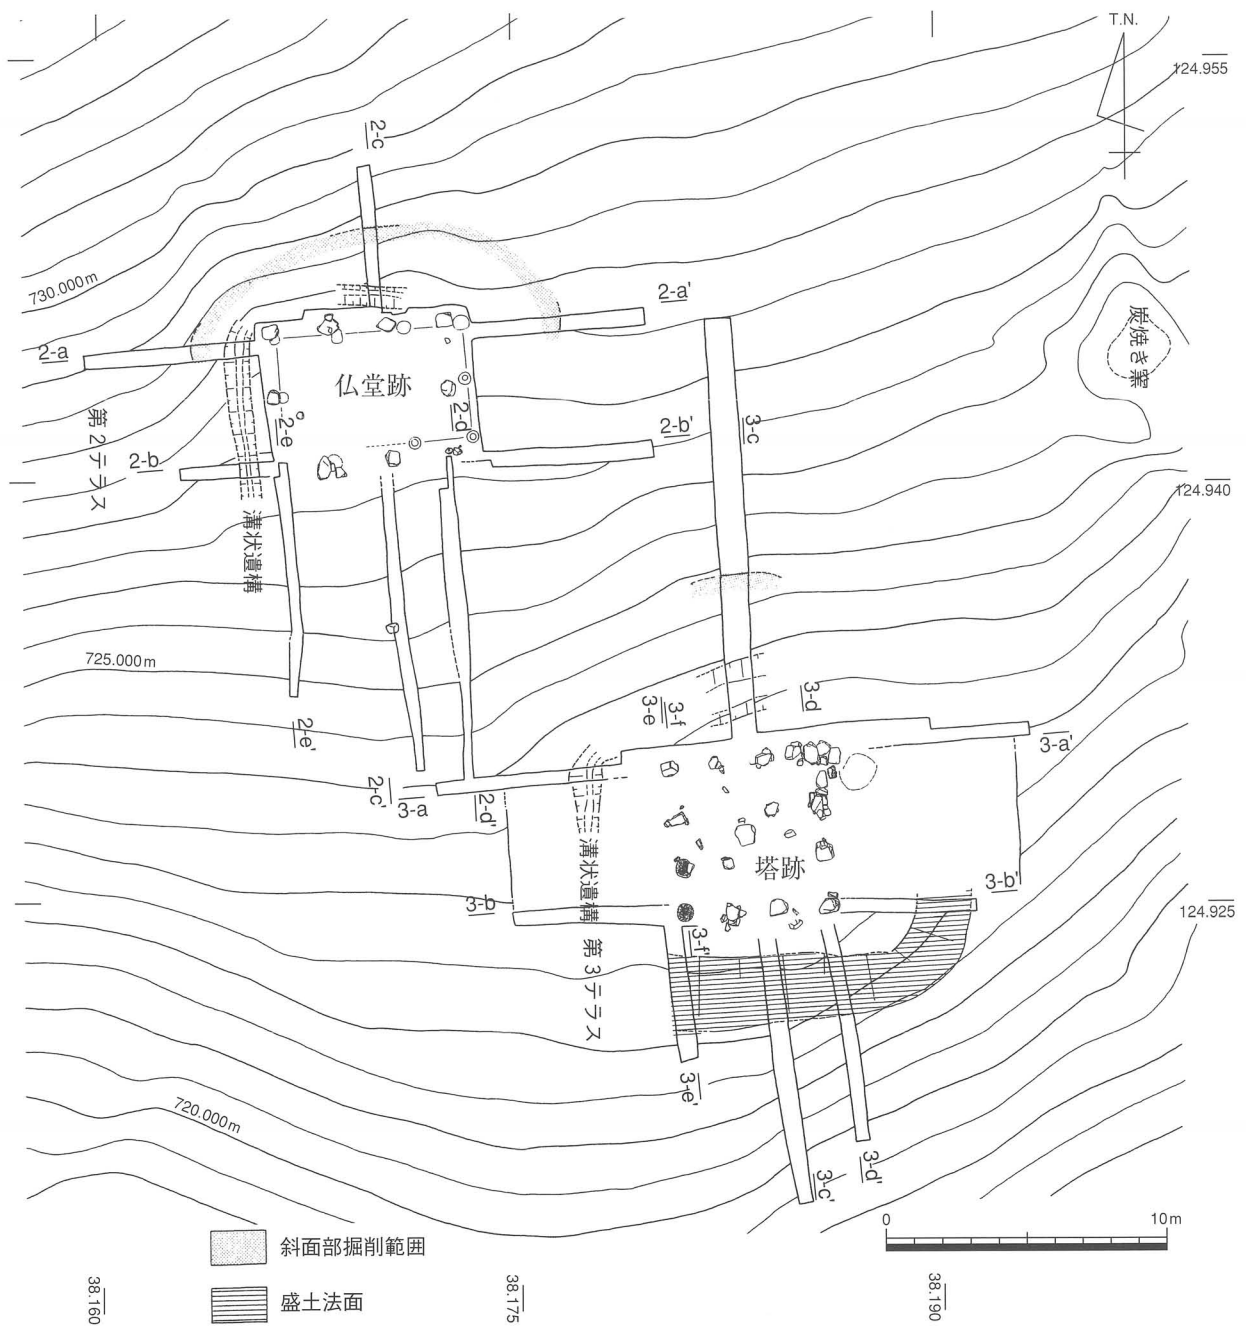 T.N.
124.955
2-c
730.000m
2-a'
2-a
炭焼き窯
仏堂跡
2-d
2-e
3-c
2-b'
第2テラス
2-b
124.940
溝状遺構
725.000m
3-d
3-f
3-e
2-e'
3-a'
2-c'
3-a
2-d'
溝状遺構
塔跡
3-b'
3-b
124.925
3-f'
第3テラス
3-e'
720.000m
3-d'
3-c'
0 10m
斜面部掘削範囲
盛土法面
38.160
38.175
38.190